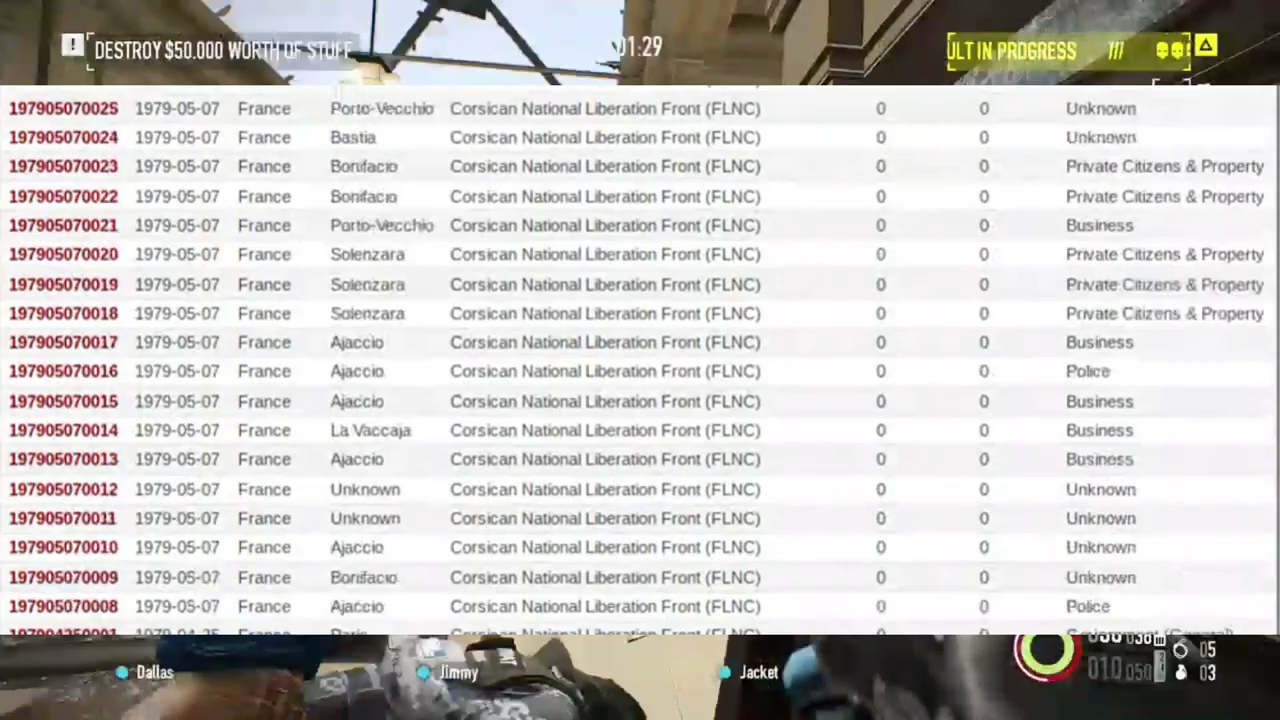 ! DESTROY $50.000 WORTH OF STUFF 01:29 ULT IN PROGRESS ///
197905070025 1979-05-07 France Porto-Vecchio Corsican National Liberation Front (FLNC) 0 0 Unknown
197905070024 1979-05-07 France Bastia Corsican National Liberation Front (FLNC) 0 0 Unknown
197905070023 1979-05-07 France Bonifacio Corsican National Liberation Front (FLNC) 0 0 Private Citizens & Property
197905070022 1979-05-07 France Bonifacio Corsican National Liberation Front (FLNC) 0 0 Private Citizens & Property
197905070021 1979-05-07 France Porto-Vecchio Corsican National Liberation Front (FLNC) 0 0 Business
197905070020 1979-05-07 France Solenzara Corsican National Liberation Front (FLNC) 0 0 Private Citizens & Property
197905070019 1979-05-07 France Solenzara Corsican National Liberation Front (FLNC) 0 0 Private Citizens & Property
197905070018 1979-05-07 France Solenzara Corsican National Liberation Front (FLNC) 0 0 Private Citizens & Property
197905070017 1979-05-07 France Ajaccio Corsican National Liberation Front (FLNC) 0 0 Business
197905070016 1979-05-07 France Ajaccio Corsican National Liberation Front (FLNC) 0 0 Police
197905070015 1979-05-07 France Ajaccio Corsican National Liberation Front (FLNC) 0 0 Business
197905070014 1979-05-07 France La Vaccaja Corsican National Liberation Front (FLNC) 0 0 Business
197905070013 1979-05-07 France Ajaccio Corsican National Liberation Front (FLNC) 0 0 Business
197905070012 1979-05-07 France Unknown Corsican National Liberation Front (FLNC) 0 0 Unknown
197905070011 1979-05-07 France Unknown Corsican National Liberation Front (FLNC) 0 0 Unknown
197905070010 1979-05-07 France Ajaccio Corsican National Liberation Front (FLNC) 0 0 Unknown
197905070009 1979-05-07 France Bonifacio Corsican National Liberation Front (FLNC) 0 0 Unknown
197905070008 1979-05-07 France Ajaccio Corsican National Liberation Front (FLNC) 0 0 Police
038 05
Dallas Jimmy Jacket 010 050 03